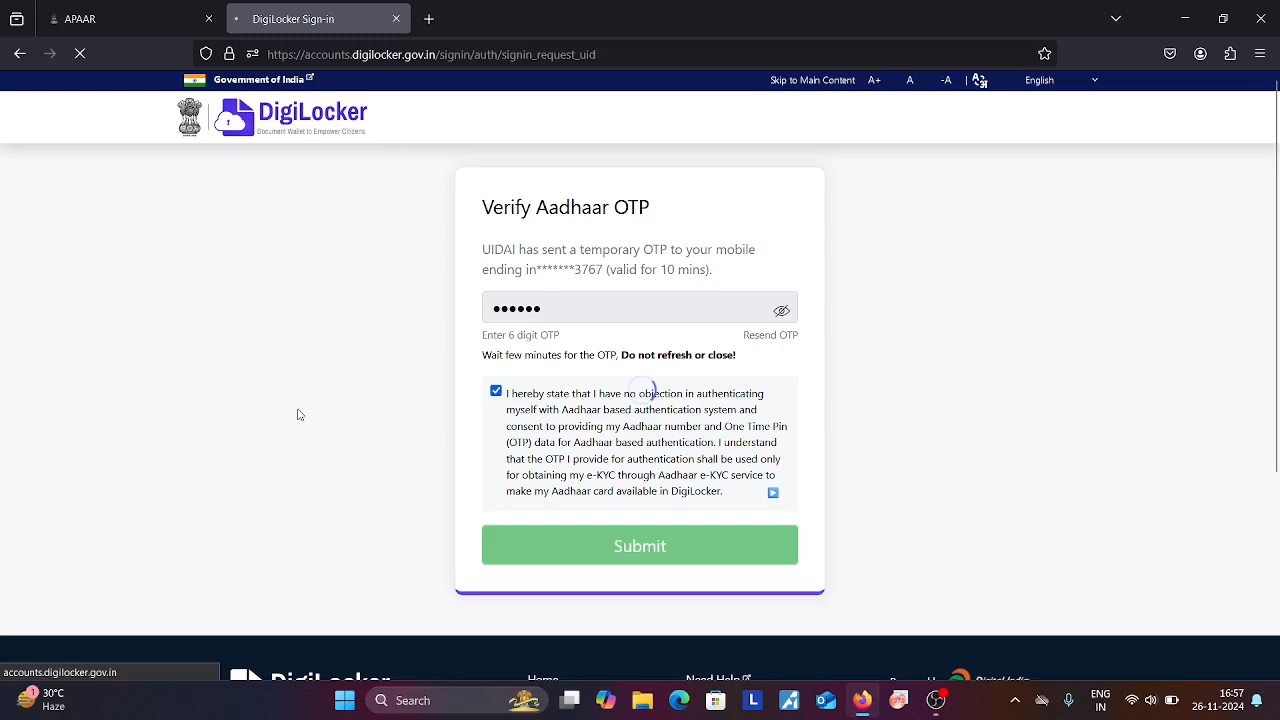 APAAR
DigiLocker Sign-in
https://accounts.digilocker.gov.in/signin/auth/signin_request_uid
Government of India
Skip to Main Content A+ A -A English
DigiLocker
Document Wallet to Empower Citizens
Verify Aadhaar OTP
UIDAI has sent a temporary OTP to your mobile
ending in*******3767 (valid for 10 mins).
••••••
Enter 6 digit OTP Resend OTP
Wait few minutes for the OTP, Do not refresh or close!
I hereby state that I have no objection in authenticating
myself with Aadhaar based authentication system and
consent to providing my Aadhaar number and One Time Pin
(OTP) data for Aadhaar based authentication. I understand
that the OTP I provide for authentication shall be used only
for obtaining my e-KYC through Aadhaar e-KYC service to
make my Aadhaar card available in DigiLocker.
Submit
accounts.digilocker.gov.in
DigiLocker
Home
Need Help
Digital India
30°C
Haze
1
Search
ENG
IN
16:57
26-11-2024